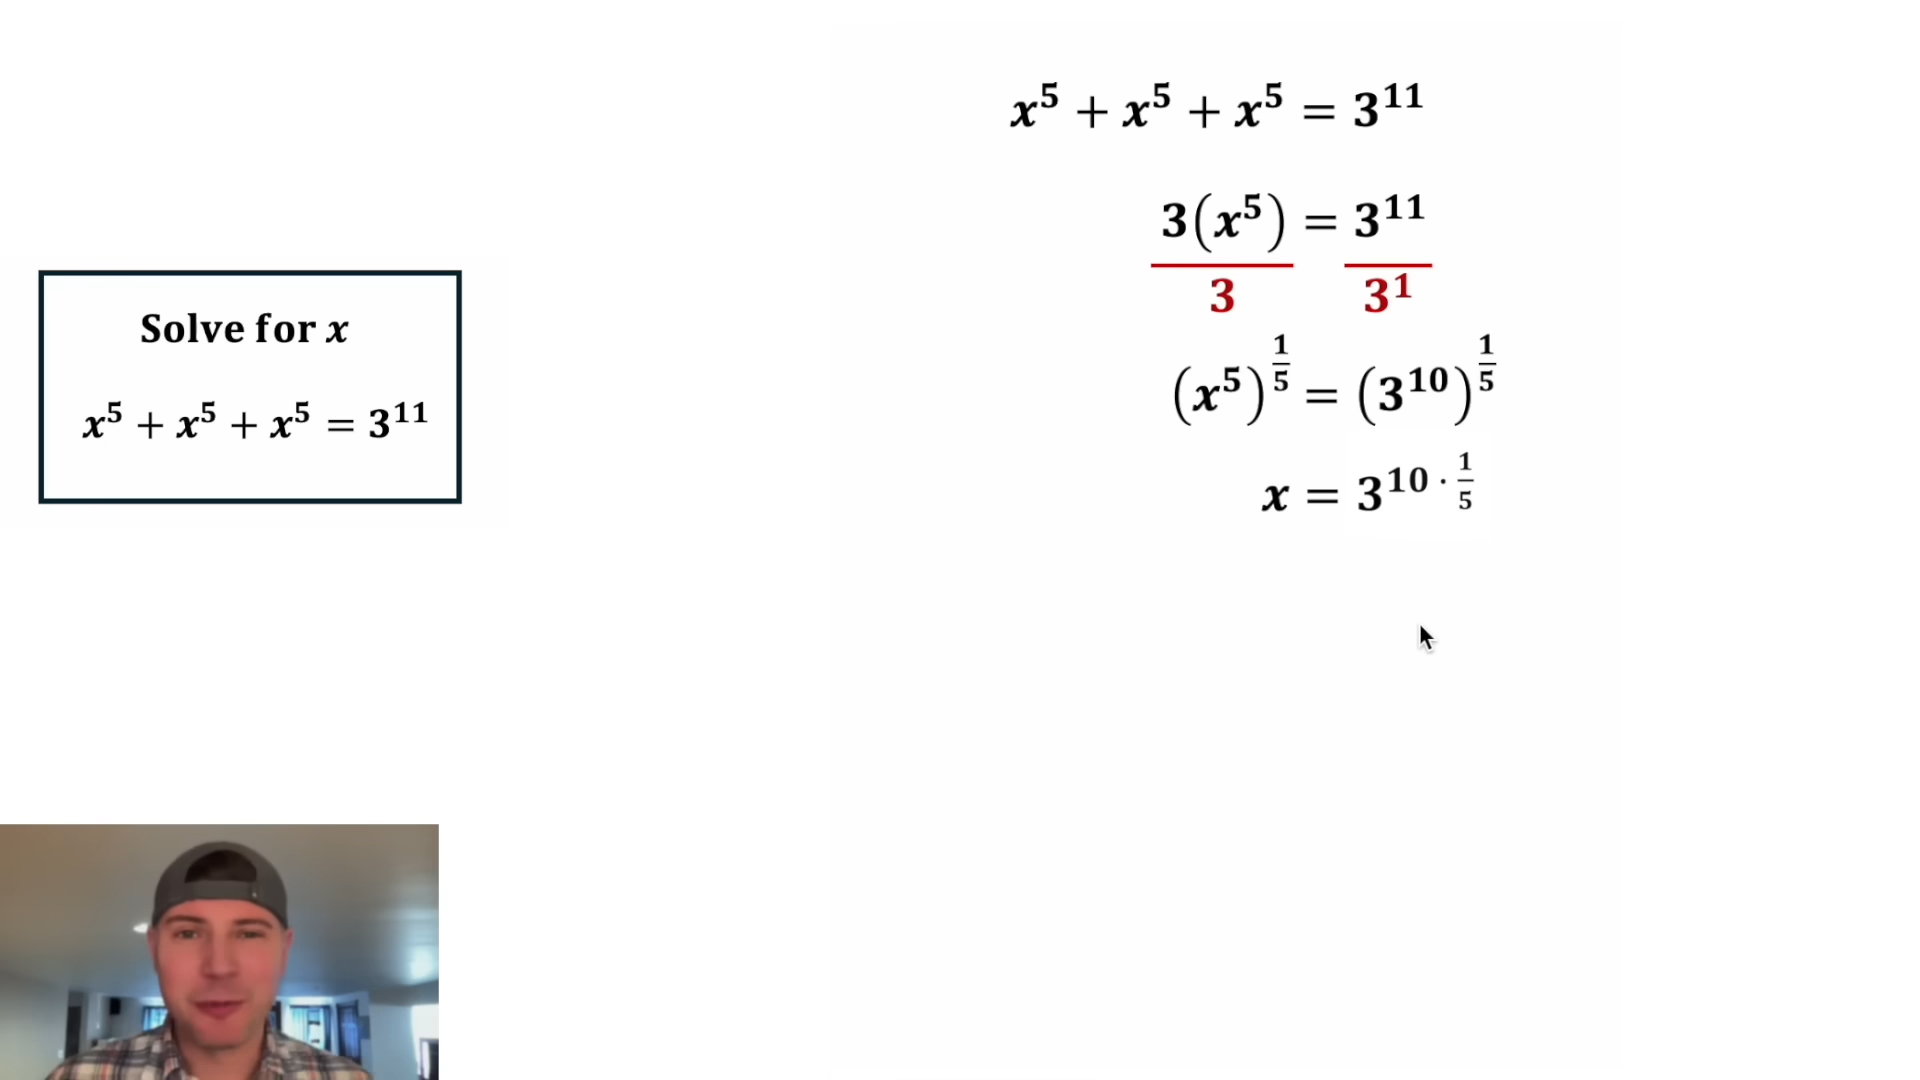 Solve for x
x⁵ + x⁵ + x⁵ = 3¹¹
x⁵ + x⁵ + x⁵ = 3¹¹
3(x⁵) = 3¹¹
3 3¹
(x⁵)^(1/5) = (3¹⁰)^(1/5)
x = 3^(10 · 1/5)